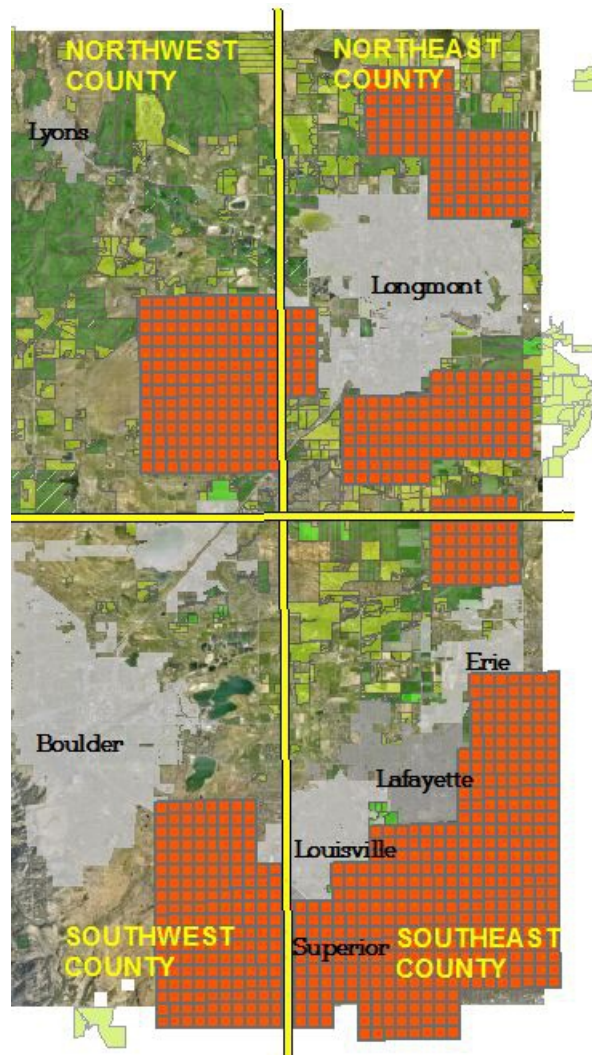 NORTHWEST
COUNTY
NORTHEAST
COUNTY
Lyons
Longmont
Erie
Boulder
Lafayette
Louisville
SOUTHWEST
COUNTY
Superior
SOUTHEAST
COUNTY